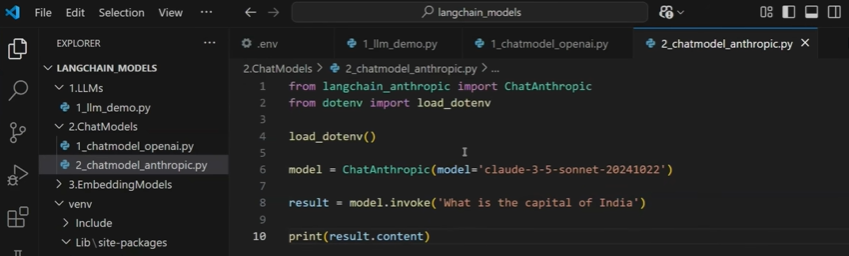 File Edit Selection View ... langchain_models
EXPLORER ... .env 1_llm_demo.py 1_chatmodel_openai.py 2_chatmodel_anthropic.py
LANGCHAIN_MODELS
1.LLMs
1_llm_demo.py
2.ChatModels
1_chatmodel_openai.py
2_chatmodel_anthropic.py
3.EmbeddingModels
venv
Include
Lib\site-packages
2.ChatModels > 2_chatmodel_anthropic.py > ...
1 from langchain_anthropic import ChatAnthropic
2 from dotenv import load_dotenv
3
4 load_dotenv()
5
6 model = ChatAnthropic(model='claude-3-5-sonnet-20241022')
7
8 result = model.invoke('What is the capital of India')
9
10 print(result.content)